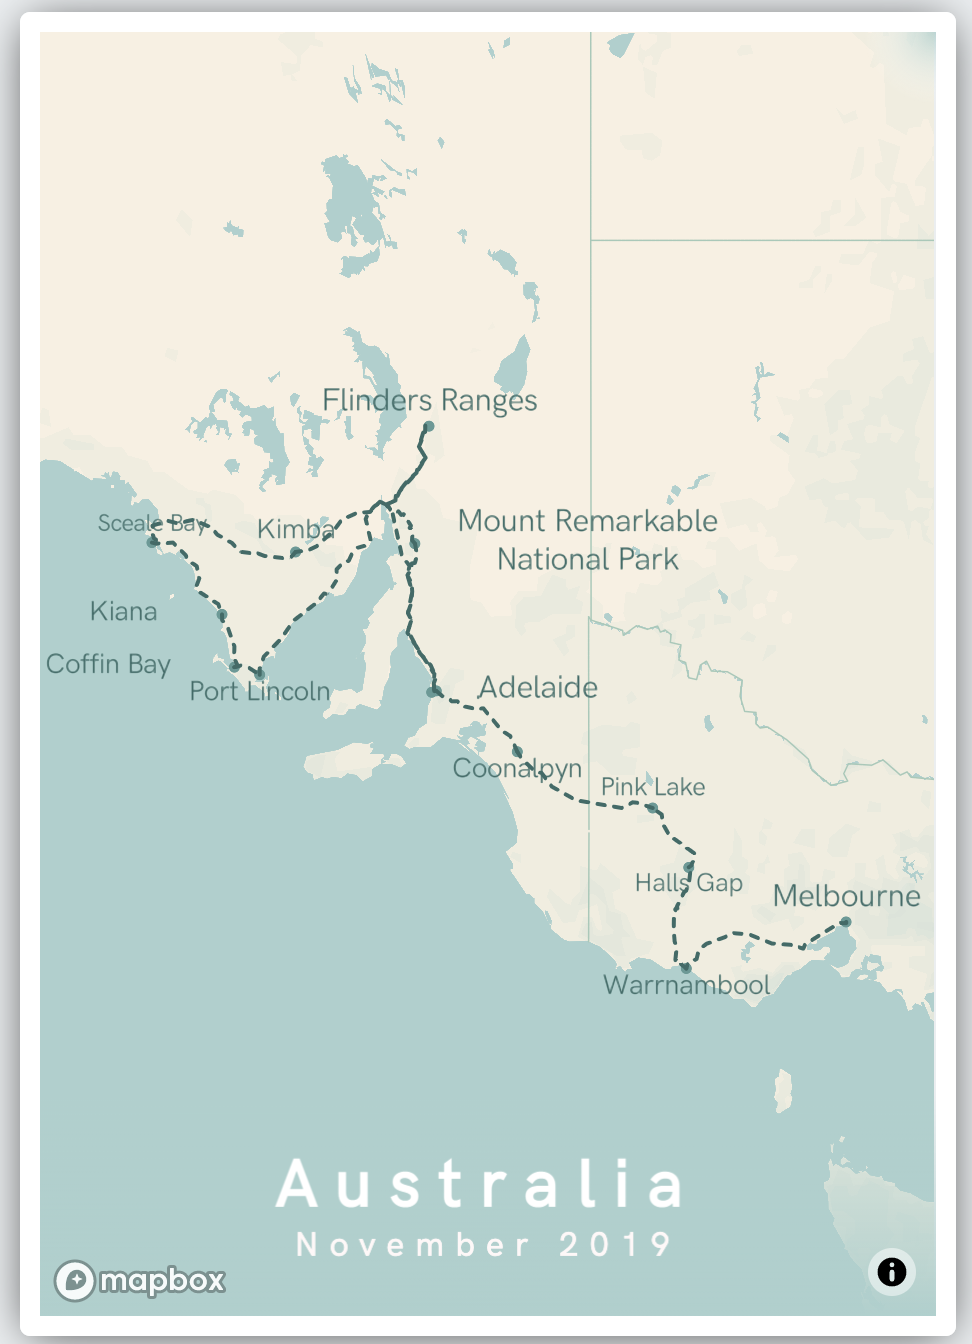 Flinders Ranges
Sceale Bay
Kimba
Mount Remarkable
National Park
Kiana
Coffin Bay
Port Lincoln
Adelaide
Coonalpyn
Pink Lake
Halls Gap
Melbourne
Warrnambool
Australia
November 2019
mapbox